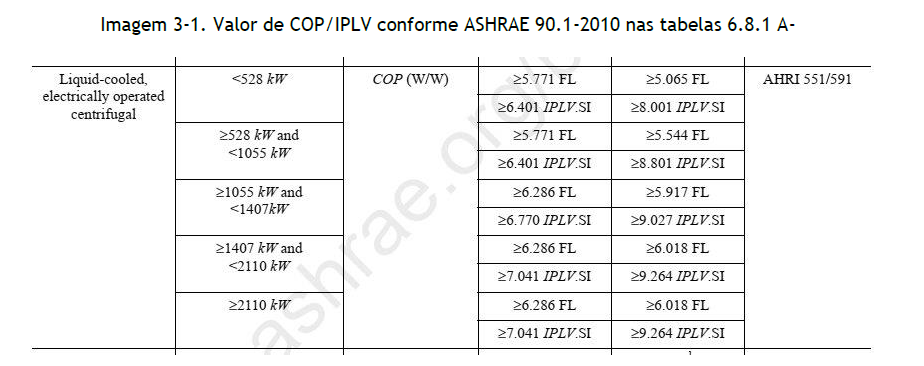 Imagem 3-1. Valor de COP/IPLV conforme ASHRAE 90.1-2010 nas tabelas 6.8.1 A-
Liquid-cooled, <528 kW COP (W/W) ≥5.771 FL ≥5.065 FL AHRI 551/591
electrically operated
centrifugal
≥6.401 IPLV.SI ≥8.001 IPLV.SI
≥528 kW and ≥5.771 FL ≥5.544 FL
<1055 kW
≥6.401 IPLV.SI ≥8.801 IPLV.SI
≥1055 kW and ≥6.286 FL ≥5.917 FL
<1407kW
≥6.770 IPLV.SI ≥9.027 IPLV.SI
≥1407 kW and ≥6.286 FL ≥6.018 FL
<2110 kW
≥7.041 IPLV.SI ≥9.264 IPLV.SI
≥2110 kW ≥6.286 FL ≥6.018 FL
≥7.041 IPLV.SI ≥9.264 IPLV.SI
ashrae.org/